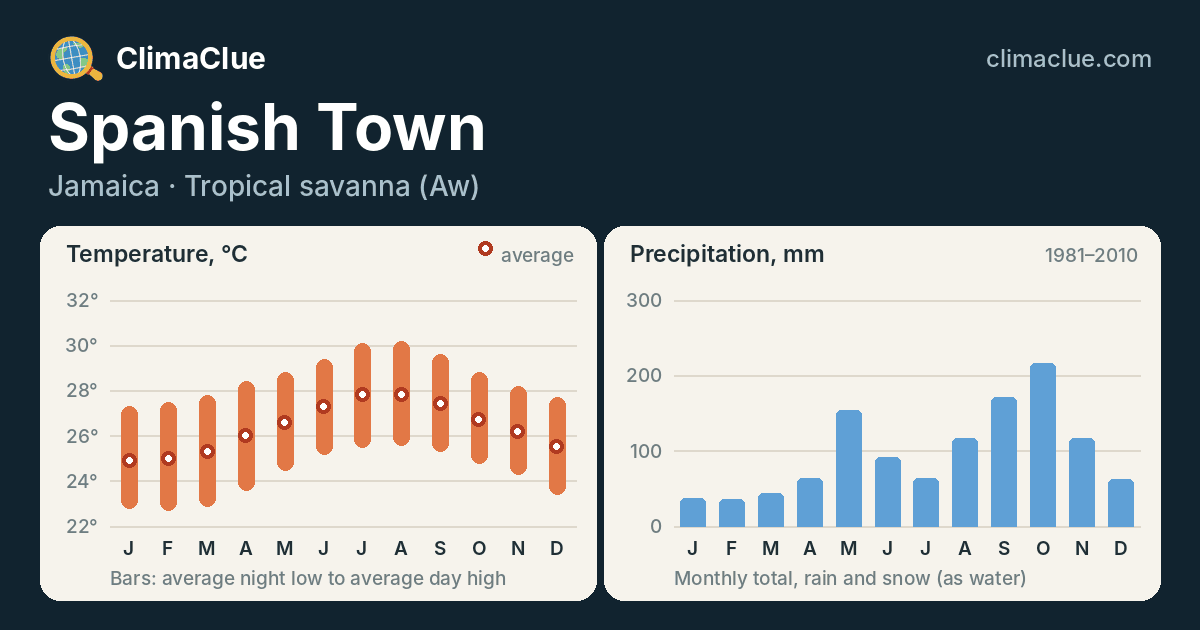 ClimaClue
climaclue.com
Spanish Town
Jamaica · Tropical savanna (Aw)
Temperature, °C
average
32°
30°
28°
26°
24°
22°
J F M A M J J A S O N D
Bars: average night low to average day high
Precipitation, mm
1981–2010
300
200
100
0
J F M A M J J A S O N D
Monthly total, rain and snow (as water)